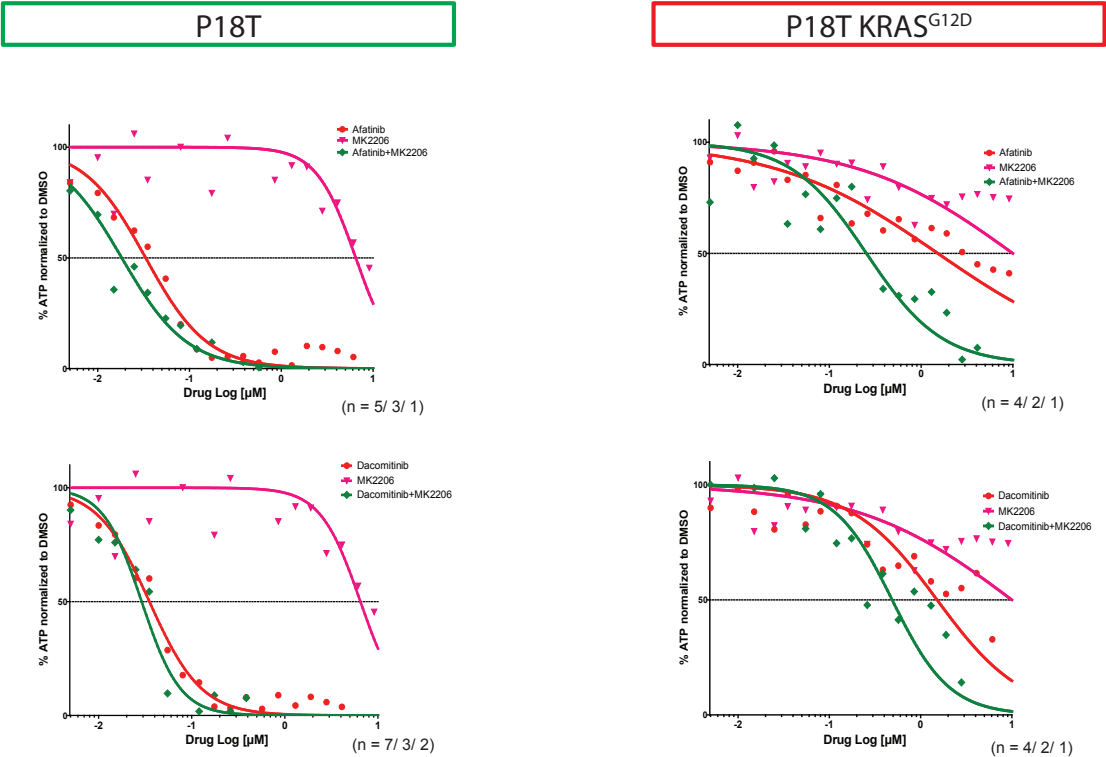 P18T
P18T KRASG12D
Afatinib
MK2206
Afatinib+MK2206
% ATP normalized to DMSO
100
50
0
-2
-1
0
1
Drug Log [µM]
(n = 5/ 3/ 1)
Afatinib
MK2206
Afatinib+MK2206
% ATP normalized to DMSO
100
50
0
-2
-1
0
1
Drug Log [µM]
(n = 4/ 2/ 1)
Dacomitinib
MK2206
Dacomitinib+MK2206
% ATP normalized to DMSO
100
50
0
-2
-1
0
1
Drug Log [µM]
(n = 7/ 3/ 2)
Dacomitinib
MK2206
Dacomitinib+MK2206
% ATP normalized to DMSO
100
50
0
-2
-1
0
1
Drug Log [µM]
(n = 4/ 2/ 1)